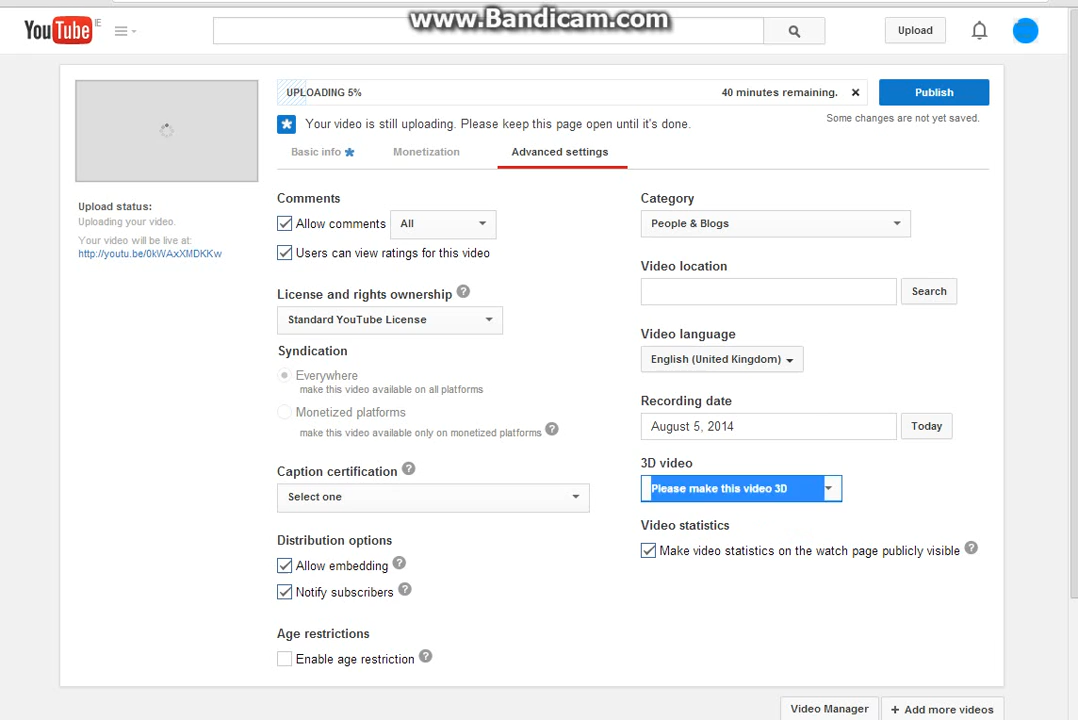 www.Bandicam.com
YouTube IE
Upload
UPLOADING 5%
40 minutes remaining.
Publish
Your video is still uploading. Please keep this page open until it's done.
Some changes are not yet saved.
Basic info
Monetization
Advanced settings
Upload status:
Uploading your video.
Your video will be live at:
http://youtu.be/0kWAxXMDKKw
Comments
Allow comments
All
Users can view ratings for this video
License and rights ownership ?
Standard YouTube License
Syndication
Everywhere
make this video available on all platforms
Monetized platforms
make this video available only on monetized platforms ?
Caption certification ?
Select one
Distribution options
Allow embedding ?
Notify subscribers ?
Age restrictions
Enable age restriction ?
Category
People & Blogs
Video location
Search
Video language
English (United Kingdom)
Recording date
August 5, 2014
Today
3D video
Please make this video 3D
Video statistics
Make video statistics on the watch page publicly visible ?
Video Manager
+ Add more videos